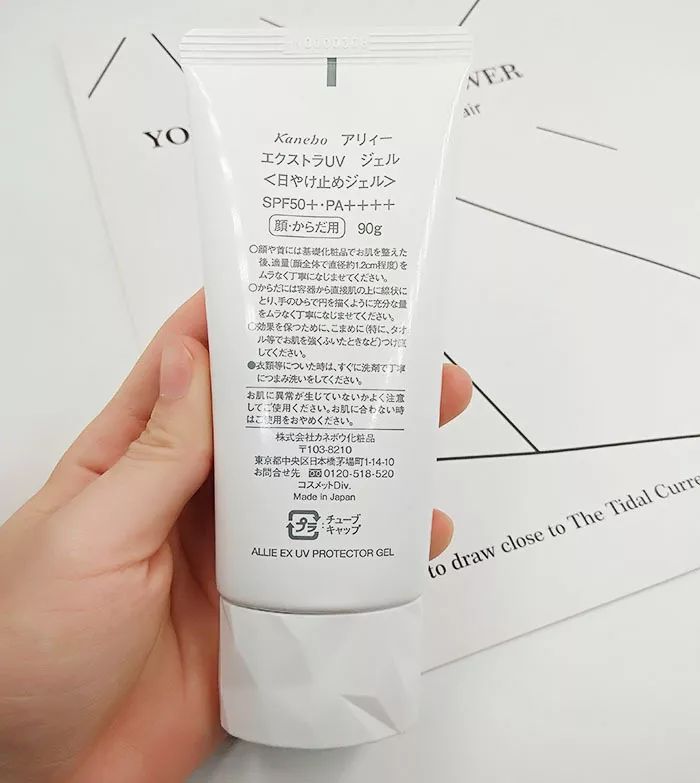 YO
WER
air
Kanebo アリィー
エクストラUV ジェル
<日やけ止めジェル>
SPF50+・PA++++
顔・からだ用 90g
○顔や首には基礎化粧品でお肌を整えた
後、適量(顔全体で直径約1.2cm程度)を
ムラなく丁寧になじませてください。
○からだには容器から直接肌の上に線状に
とり、手のひらで円を描くように充分な量
をムラなく丁寧になじませてください。
○効果を保つために、こまめに(特に、タオ
ル等でお肌を強くふいたときなど)つけ直
してください。
●衣類等についた時は、すぐに洗剤で丁寧
につまみ洗いをしてください。
お肌に異常が生じていないかよく注意
してご使用ください。お肌に合わない時
はご使用をおやめください。
株式会社カネボウ化粧品
〒103-8210
東京都中央区日本橋茅場町1-14-10
お問合せ先 0120-518-520
コスメットDiv.
Made in Japan
プラ
:チューブ
キャップ
ALLIE EX UV PROTECTOR GEL
to draw close to The Tidal Curre